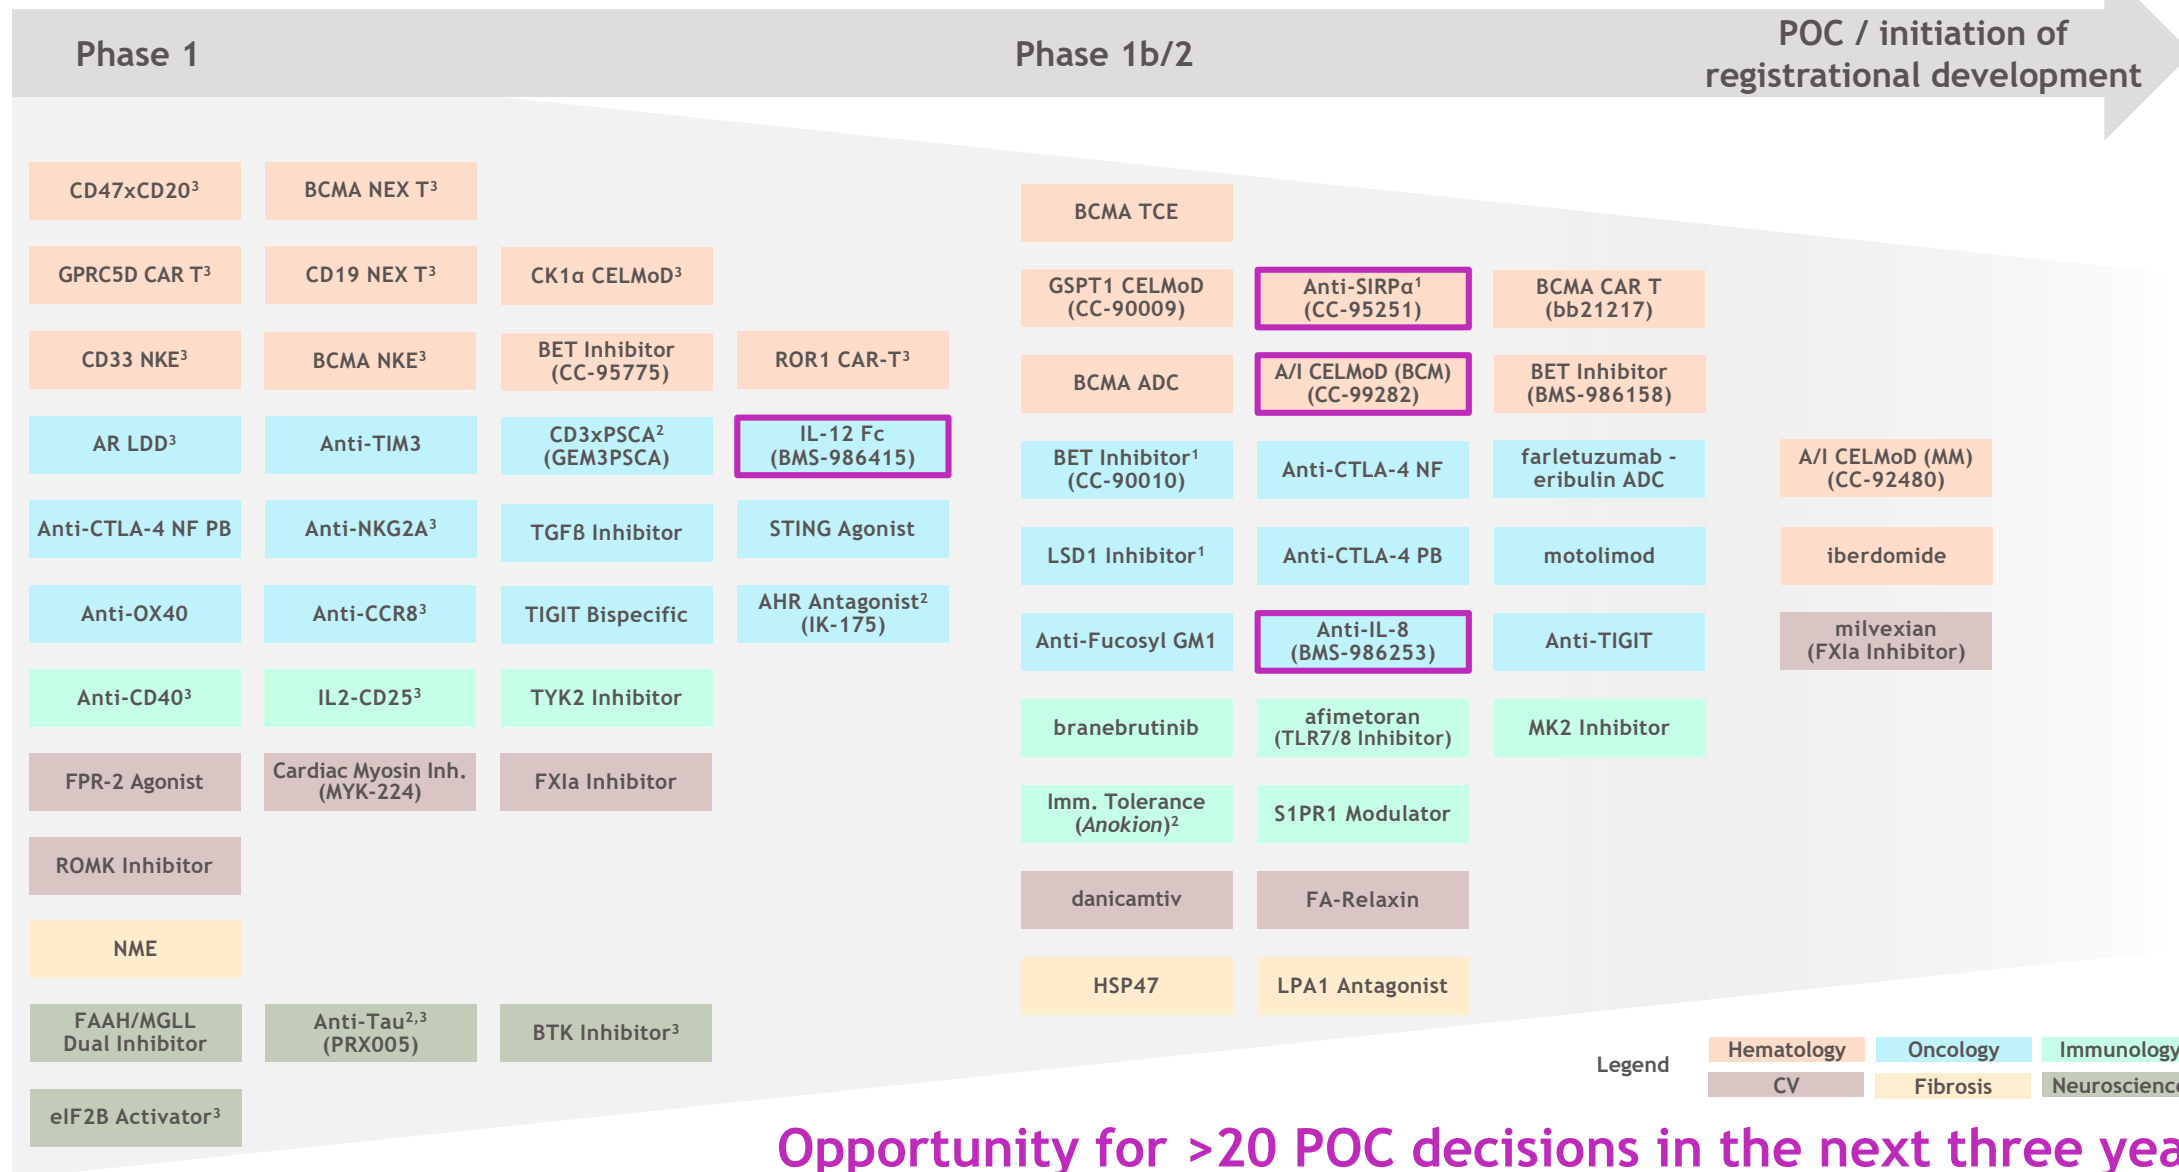 Phase 1
Phase 1b/2
POC / initiation of
registrational development
CD47xCD20³
BCMA NEX T³
GPRC5D CAR T³
CD19 NEX T³
CK1α CELMoD³
CD33 NKE³
BCMA NKE³
BET Inhibitor
(CC-95775)
ROR1 CAR-T³
AR LDD³
Anti-TIM3
CD3xPSCA²
(GEM3PSCA)
IL-12 Fc
(BMS-986415)
Anti-CTLA-4 NF PB
Anti-NKG2A³
TGFβ Inhibitor
STING Agonist
Anti-OX40
Anti-CCR8³
TIGIT Bispecific
AHR Antagonist²
(IK-175)
Anti-CD40³
IL2-CD25³
TYK2 Inhibitor
FPR-2 Agonist
Cardiac Myosin Inh.
(MYK-224)
FXIa Inhibitor
ROMK Inhibitor
NME
FAAH/MGLL
Dual Inhibitor
Anti-Tau²,³
(PRX005)
BTK Inhibitor³
eIF2B Activator³
BCMA TCE
GSPT1 CELMoD
(CC-90009)
Anti-SIRPα¹
(CC-95251)
BCMA CAR T
(bb21217)
BCMA ADC
A/I CELMoD (BCM)
(CC-99282)
BET Inhibitor
(BMS-986158)
BET Inhibitor¹
(CC-90010)
Anti-CTLA-4 NF
farletuzumab -
eribulin ADC
LSD1 Inhibitor¹
Anti-CTLA-4 PB
motolimod
Anti-Fucosyl GM1
Anti-IL-8
(BMS-986253)
Anti-TIGIT
branebrutinib
afimetoran
(TLR7/8 Inhibitor)
MK2 Inhibitor
Imm. Tolerance
(Anokion)²
S1PR1 Modulator
danicamtiv
FA-Relaxin
HSP47
LPA1 Antagonist
A/I CELMoD (MM)
(CC-92480)
iberdomide
milvexian
(FXIa Inhibitor)
Legend
Hematology
Oncology
Immunology
CV
Fibrosis
Neuroscience
Opportunity for >20 POC decisions in the next three yea